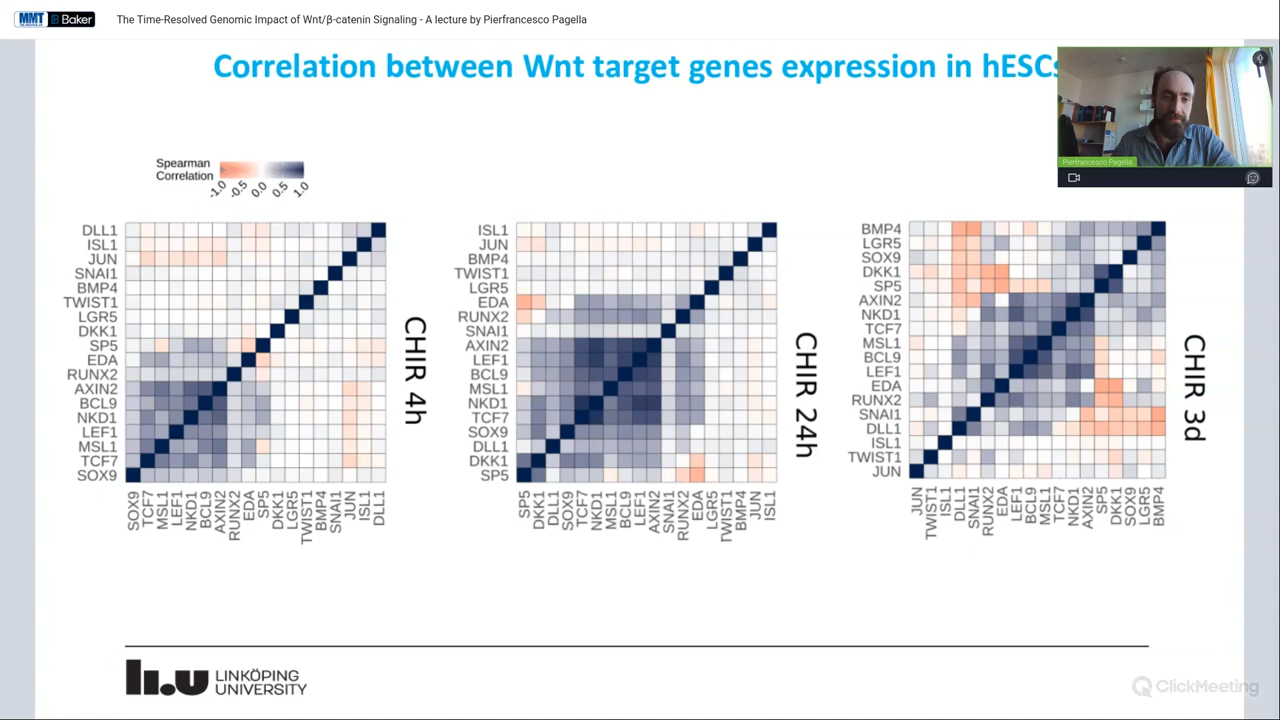 MMT
Baker
The Time-Resolved Genomic Impact of Wnt/β-catenin Signaling - A lecture by Pierfrancesco Pagella
Correlation between Wnt target genes expression in hESCs
Pierfrancesco Pagella
Spearman
Correlation
-1.0 -0.5 0.0 0.5 1.0
DLL1
ISL1
JUN
SNAI1
BMP4
TWIST1
LGR5
DKK1
SP5
EDA
RUNX2
AXIN2
BCL9
NKD1
LEF1
MSL1
TCF7
SOX9
SOX9 TCF7 MSL1 LEF1 NKD1 BCL9 AXIN2 RUNX2 EDA SP5 DKK1 LGR5 TWIST1 BMP4 SNAI1 JUN ISL1 DLL1
CHIR 4h
ISL1
JUN
BMP4
TWIST1
LGR5
EDA
RUNX2
SNAI1
AXIN2
LEF1
BCL9
MSL1
NKD1
TCF7
SOX9
DLL1
DKK1
SP5
SP5 DKK1 DLL1 SOX9 TCF7 NKD1 MSL1 BCL9 LEF1 AXIN2 SNAI1 RUNX2 EDA LGR5 TWIST1 BMP4 JUN ISL1
CHIR 24h
BMP4
LGR5
SOX9
DKK1
SP5
AXIN2
NKD1
TCF7
MSL1
BCL9
LEF1
EDA
RUNX2
SNAI1
DLL1
ISL1
TWIST1
JUN
JUN TWIST1 ISL1 DLL1 SNAI1 RUNX2 EDA LEF1 BCL9 MSL1 TCF7 NKD1 AXIN2 SP5 DKK1 SOX9 LGR5 BMP4
CHIR 3d
LINKÖPING
UNIVERSITY
ClickMeeting